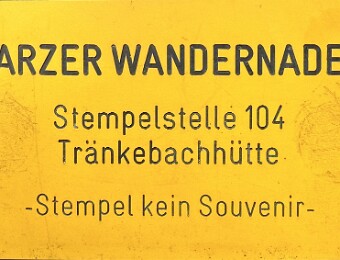 ARZER WANDERNADE
Stempelstelle 104
Tränkebachhütte
-Stempel kein Souvenir-